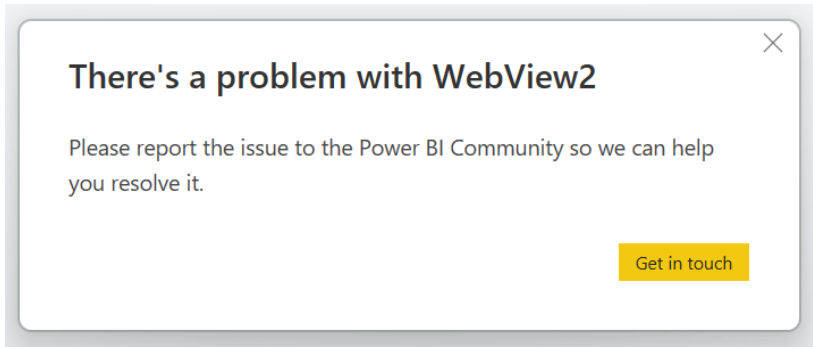 There's a problem with WebView2
Please report the issue to the Power BI Community so we can help
you resolve it.
Get in touch